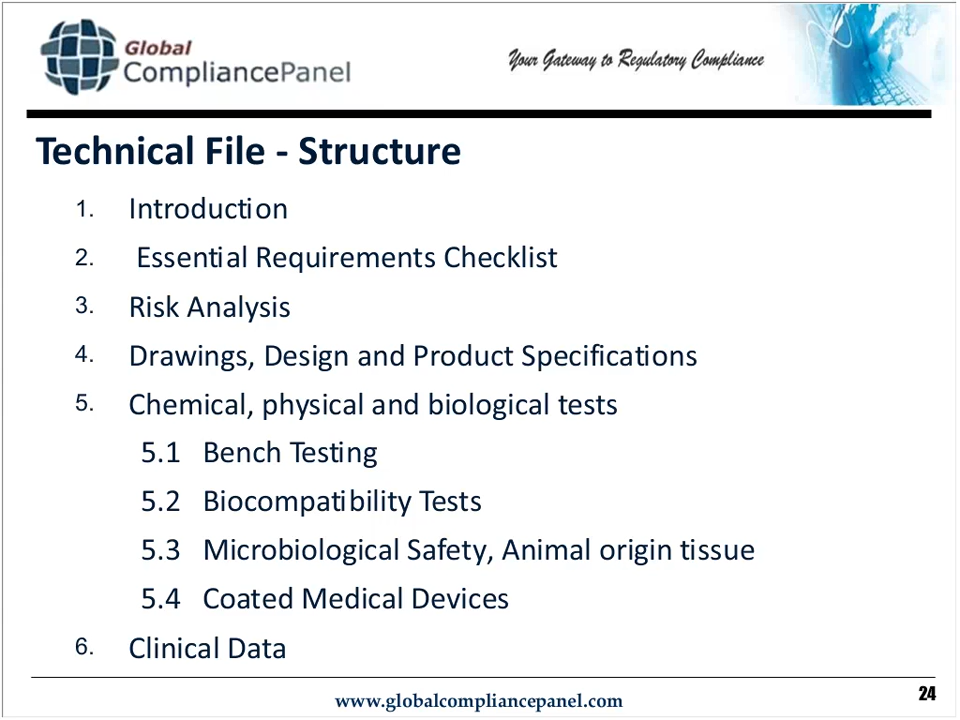 Global
CompliancePanel
Your Gateway to Regulatory Compliance
Technical File - Structure
1. Introduction
2. Essential Requirements Checklist
3. Risk Analysis
4. Drawings, Design and Product Specifications
5. Chemical, physical and biological tests
5.1 Bench Testing
5.2 Biocompatibility Tests
5.3 Microbiological Safety, Animal origin tissue
5.4 Coated Medical Devices
6. Clinical Data
www.globalcompliancepanel.com
24